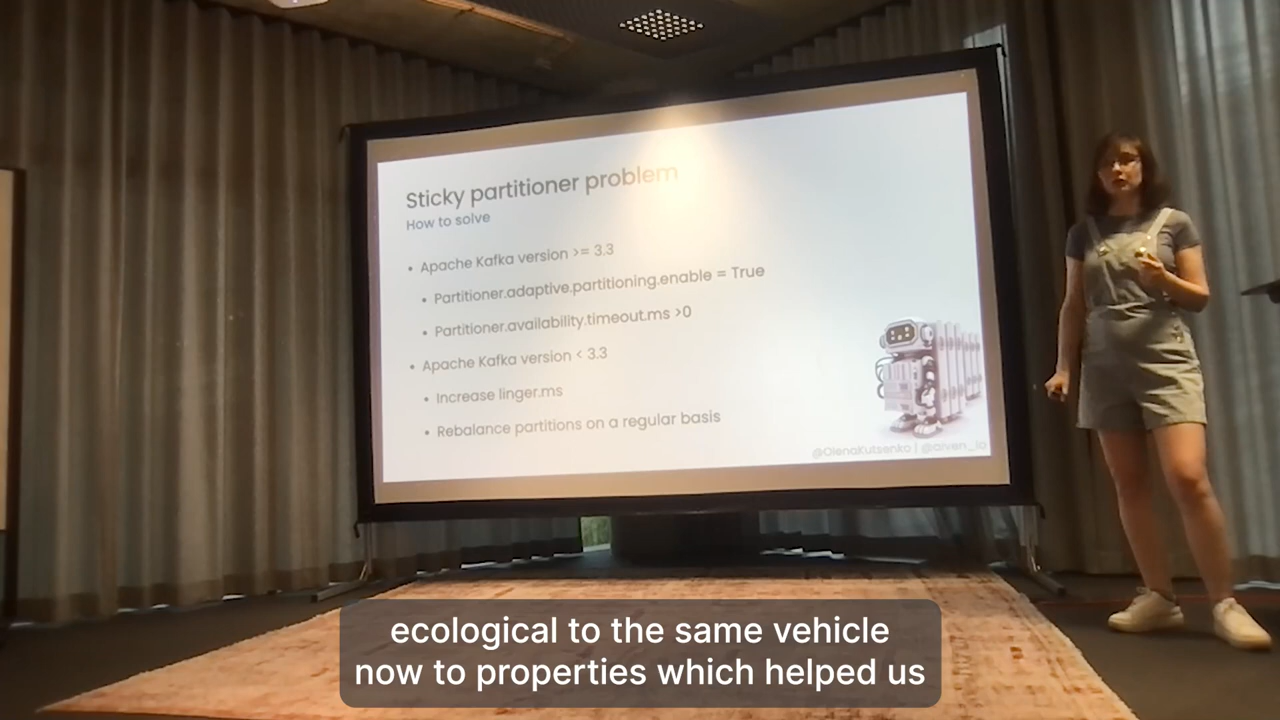 Sticky partitioner problem
How to solve
• Apache Kafka version >= 3.3
• Partitioner.adaptive.partitioning.enable = True
• Partitioner.availability.timeout.ms >0
• Apache Kafka version < 3.3
• Increase linger.ms
• Rebalance partitions on a regular basis
@OlenaKutsenko | @aiven_io
ecological to the same vehicle
now to properties which helped us